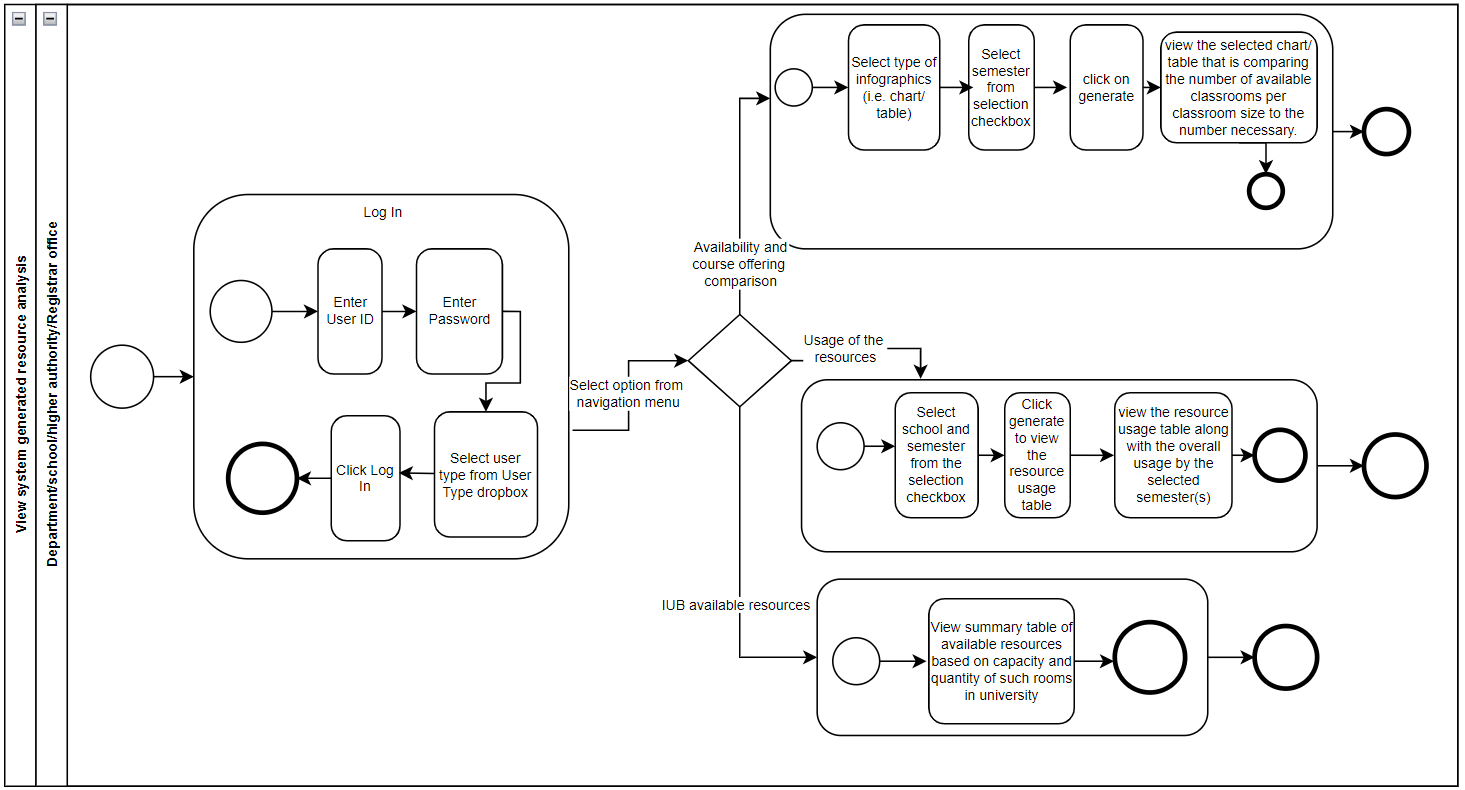 View system generated resource analysis
Department/school/higher authority/Registrar office
Log In
Enter
User ID
Enter
Password
Select user
type from User
Type dropbox
Click Log
In
Select option from
navigation menu
Availability and
course offering
comparison
Select type of
infographics
(i.e. chart/
table)
Select
semester
from
selection
checkbox
click on
generate
view the selected chart/
table that is comparing
the number of available
classrooms per
classroom size to the
number necessary.
Usage of the
resources
Select
school and
semester
from the
selection
checkbox
Click
generate
to view
the
resource
usage
table
view the resource
usage table along
with the overall
usage by the
selected
semester(s)
IUB available resources
View summary table of
available resources
based on capacity and
quantity of such rooms
in university